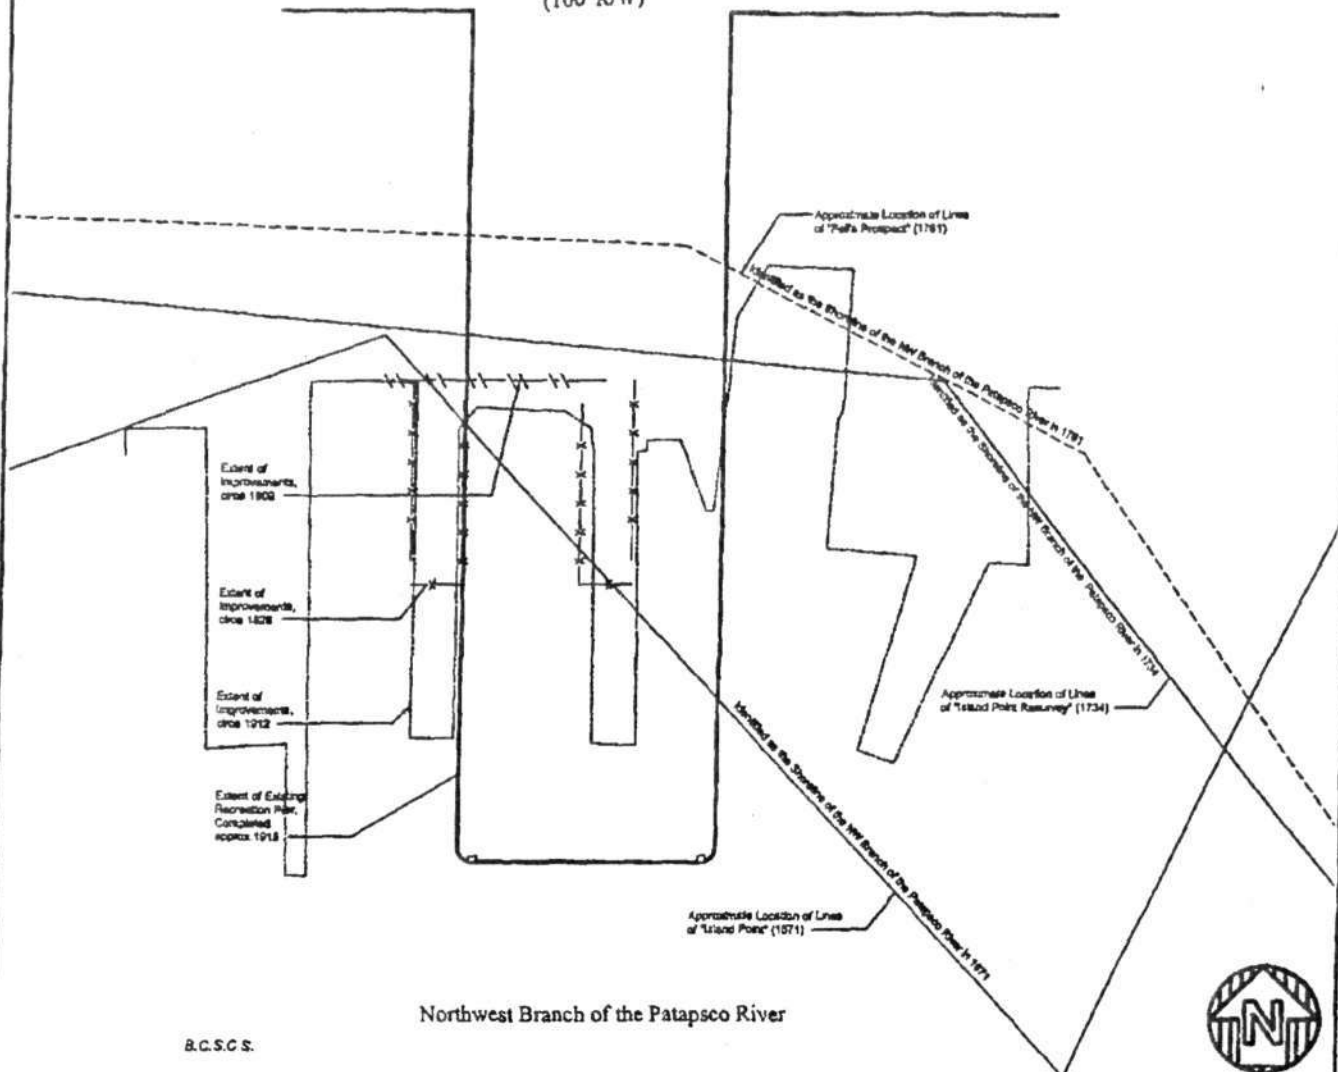 (100' R/W)
Approximate Location of Lines
of "Fell's Prospect" (1761)
Identified as the Shoreline of the NW Branch of the Patapsco River in 1761
Identified as the Shoreline of the NW Branch of the Patapsco River in 1734
Extent of
Improvements,
circa 1802
Extent of
Improvements,
circa 1828
Extent of
Improvements,
circa 1912
Approximate Location of Lines
of "Island Point Resurvey" (1734)
Identified as the Shoreline of the NW Branch of the Patapsco River in 1671
Extent of Existing
Recreation Pier,
Completed
approx. 1913
Approximate Location of Lines
of "Island Point" (1671)
Northwest Branch of the Patapsco River
B.C.S.C.S.
N